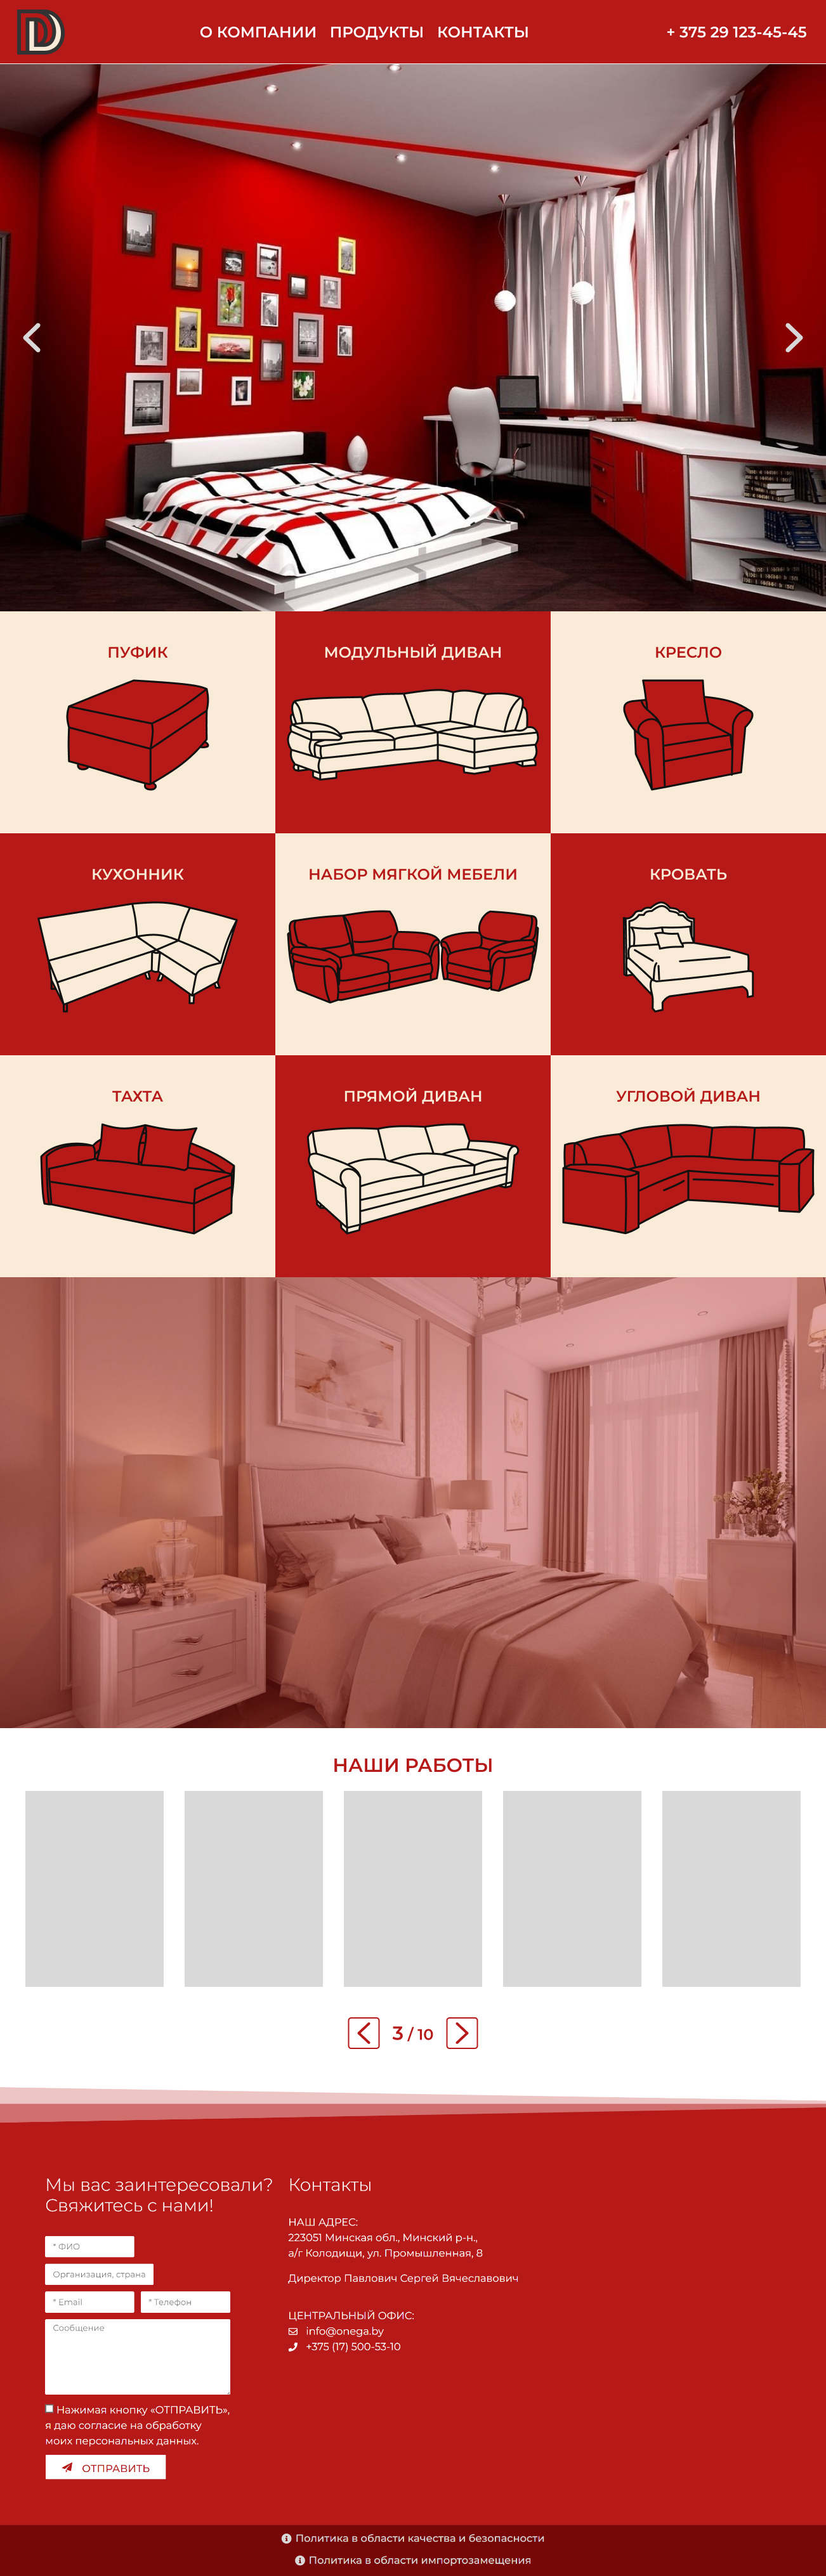 О КОМПАНИИ ПРОДУКТЫ КОНТАКТЫ
+ 375 29 123-45-45
ПУФИК
МОДУЛЬНЫЙ ДИВАН
КРЕСЛО
КУХОННИК
НАБОР МЯГКОЙ МЕБЕЛИ
КРОВАТЬ
ТАХТА
ПРЯМОЙ ДИВАН
УГЛОВОЙ ДИВАН
НАШИ РАБОТЫ
3 / 10
Мы вас заинтересовали?
Свяжитесь с нами!
* ФИО
Организация, страна
* Email
* Телефон
Сообщение
Нажимая кнопку «ОТПРАВИТЬ»,
я даю согласие на обработку
моих персональных данных.
ОТПРАВИТЬ
Контакты
НАШ АДРЕС:
223051 Минская обл., Минский р-н.,
а/г Колодищи, ул. Промышленная, 8
Директор Павлович Сергей Вячеславович
ЦЕНТРАЛЬНЫЙ ОФИС:
info@onega.by
+375 (17) 500-53-10
Политика в области качества и безопасности
Политика в области импортозамещения